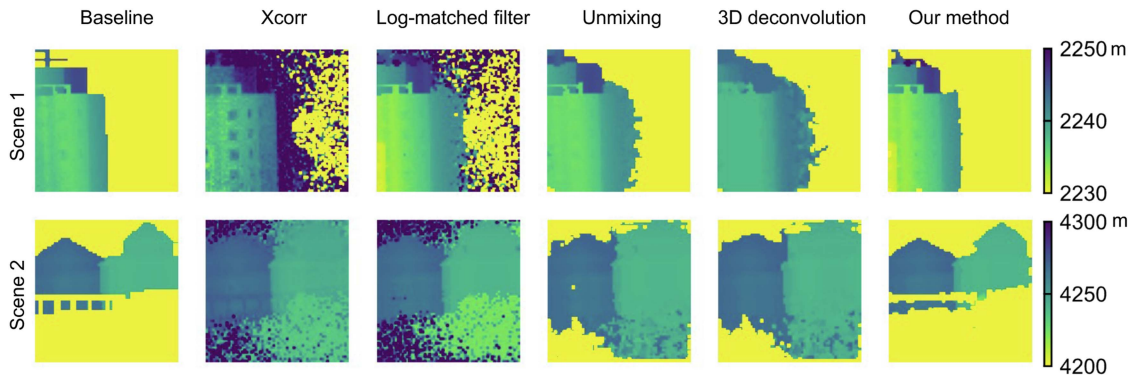 Baseline Xcorr Log-matched filter Unmixing 3D deconvolution Our method
Scene 1
2250 m
2240
2230
Scene 2
4300 m
4250
4200